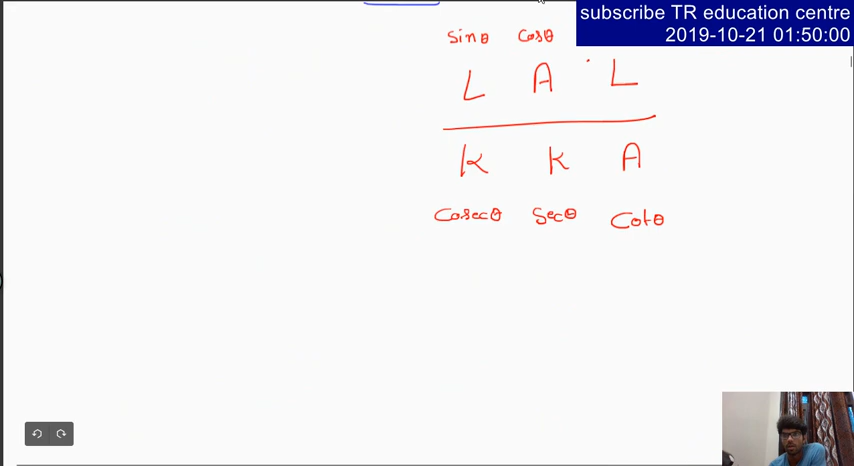 subscribe TR education centre
2019-10-21 01:50:00
Sinθ Cosθ
L A L
K K A
Cosecθ Secθ Cotθ